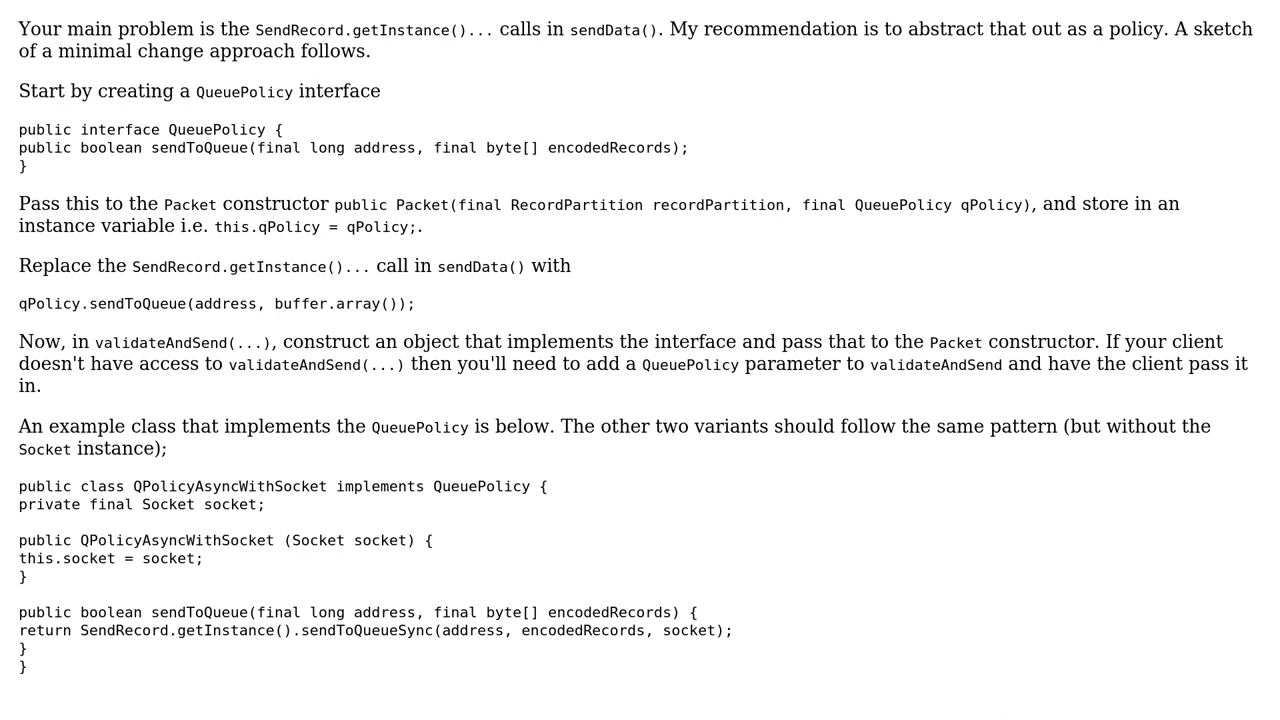 Your main problem is the SendRecord.getInstance()... calls in sendData(). My recommendation is to abstract that out as a policy. A sketch
of a minimal change approach follows.
Start by creating a QueuePolicy interface
public interface QueuePolicy {
public boolean sendToQueue(final long address, final byte[] encodedRecords);
}
Pass this to the Packet constructor public Packet(final RecordPartition recordPartition, final QueuePolicy qPolicy), and store in an
instance variable i.e. this.qPolicy = qPolicy;.
Replace the SendRecord.getInstance()... call in sendData() with
qPolicy.sendToQueue(address, buffer.array());
Now, in validateAndSend(...), construct an object that implements the interface and pass that to the Packet constructor. If your client
doesn't have access to validateAndSend(...) then you'll need to add a QueuePolicy parameter to validateAndSend and have the client pass it
in.
An example class that implements the QueuePolicy is below. The other two variants should follow the same pattern (but without the
Socket instance);
public class QPolicyAsyncWithSocket implements QueuePolicy {
private final Socket socket;
public QPolicyAsyncWithSocket (Socket socket) {
this.socket = socket;
}
public boolean sendToQueue(final long address, final byte[] encodedRecords) {
return SendRecord.getInstance().sendToQueueSync(address, encodedRecords, socket);
}
}